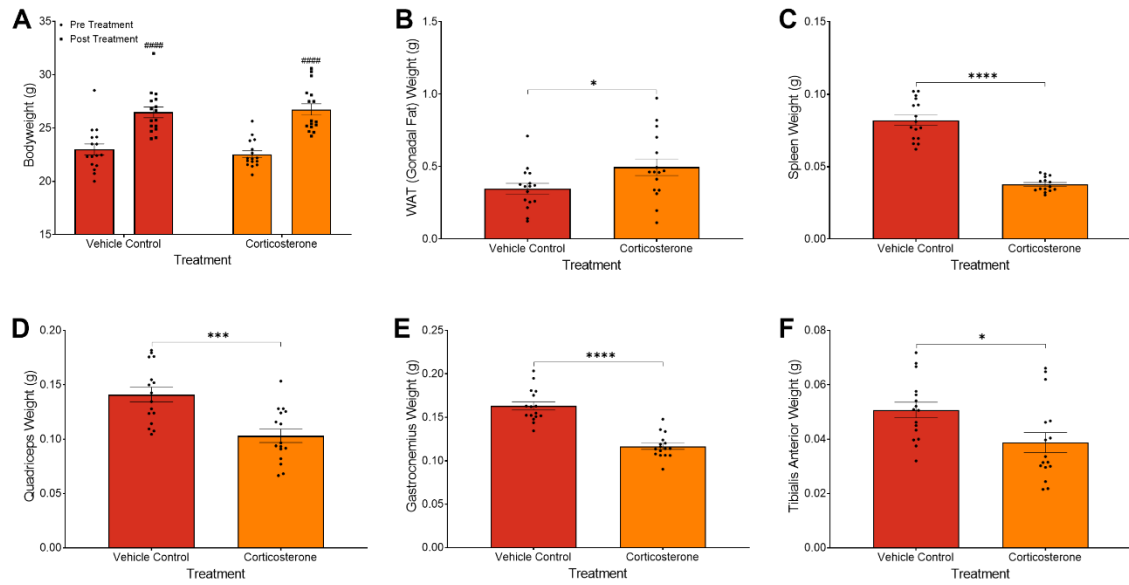 A
Pre Treatment
Post Treatment
####
####
Bodyweight (g)
35
30
25
20
15
Vehicle Control
Corticosterone
Treatment
B
*
WAT (Gonadal Fat) Weight (g)
1.5
1.0
0.5
0.0
Vehicle Control
Corticosterone
Treatment
C
****
Spleen Weight (g)
0.15
0.10
0.05
0.00
Vehicle Control
Corticosterone
Treatment
D
***
Quadriceps Weight (g)
0.20
0.15
0.10
0.05
0.00
Vehicle Control
Corticosterone
Treatment
E
****
Gastrocnemius Weight (g)
0.25
0.20
0.15
0.10
0.05
0.00
Vehicle Control
Corticosterone
Treatment
F
*
Tibialis Anterior Weight (g)
0.08
0.06
0.04
0.02
0.00
Vehicle Control
Corticosterone
Treatment